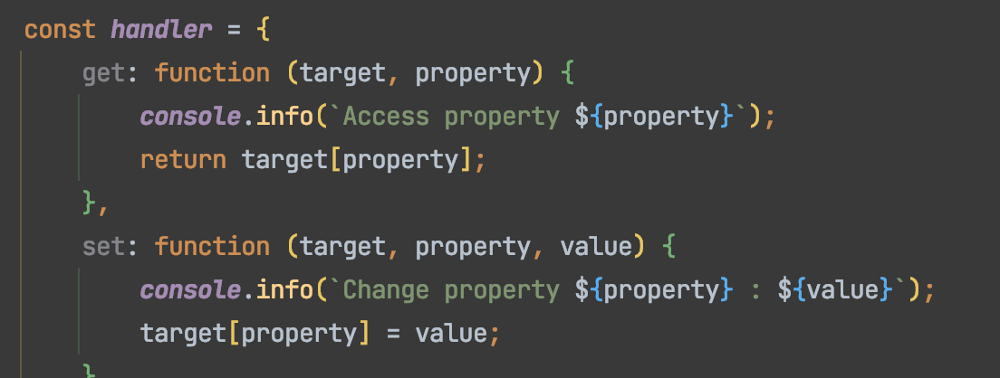 const handler = {
    get: function (target, property) {
        console.info(`Access property ${property}`);
        return target[property];
    },
    set: function (target, property, value) {
        console.info(`Change property ${property} : ${value}`);
        target[property] = value;
    }